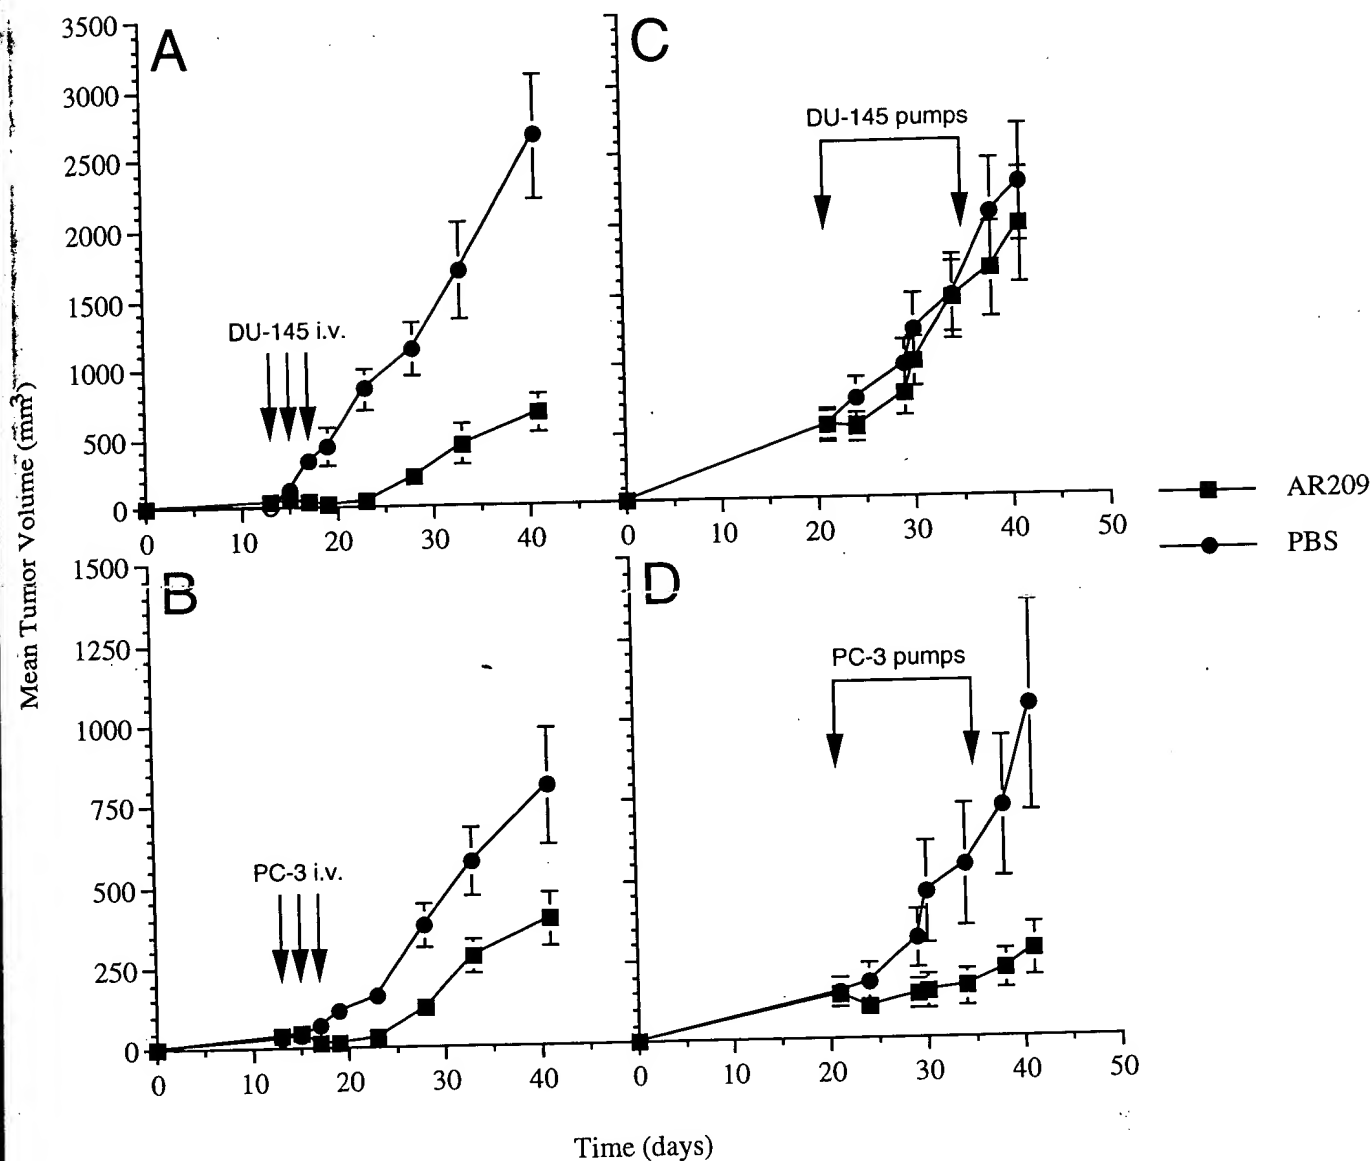 A
3500
3000
2500
2000
1500
1000
500
0
DU-145 i.v.
0 10 20 30 40
C
DU-145 pumps
0 10 20 30 40 50
AR209
PBS
Mean Tumor Volume (mm3)
B
1500
1250
1000
750
500
250
0
PC-3 i.v.
0 10 20 30 40
D
PC-3 pumps
0 10 20 30 40 50
Time (days)